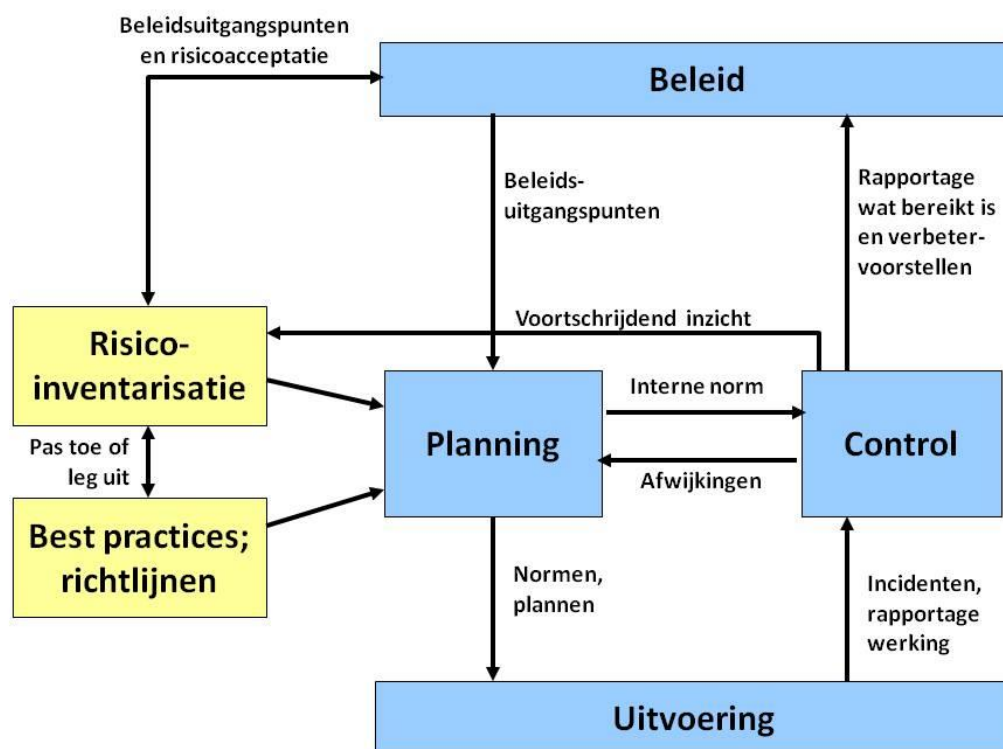 Beleidsuitgangspunten
en risicoacceptatie
Beleid
Beleids-
uitgangspunten
Rapportage
wat bereikt is
en verbeter-
voorstellen
Voortschrijdend inzicht
Risico-
inventarisatie
Interne norm
Planning
Control
Pas toe of
leg uit
Afwijkingen
Best practices;
richtlijnen
Normen,
plannen
Incidenten,
rapportage
werking
Uitvoering